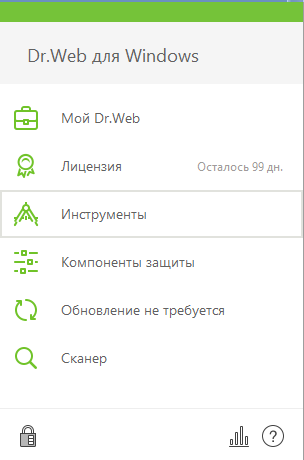 Dr.Web для Windows
Мой Dr.Web
Лицензия Осталось 99 дн.
Инструменты
Компоненты защиты
Обновление не требуется
Сканер
?